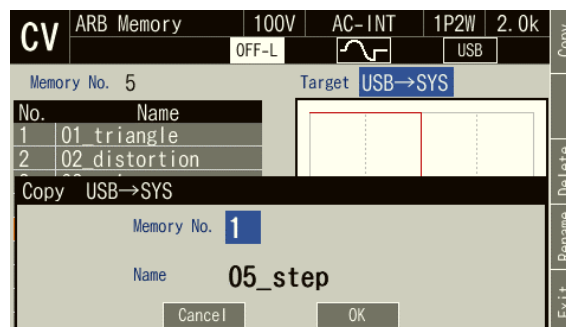 CV
ARB Memory 100V AC-INT 1P2W 2.0k
OFF-L USB
Memory No. 5 Target USB→SYS
No. Name
1 01_triangle
2 02_distortion
Copy USB→SYS
Memory No. 1
Name 05_step
Cancel OK
Copy
Delete
Rename
Exit